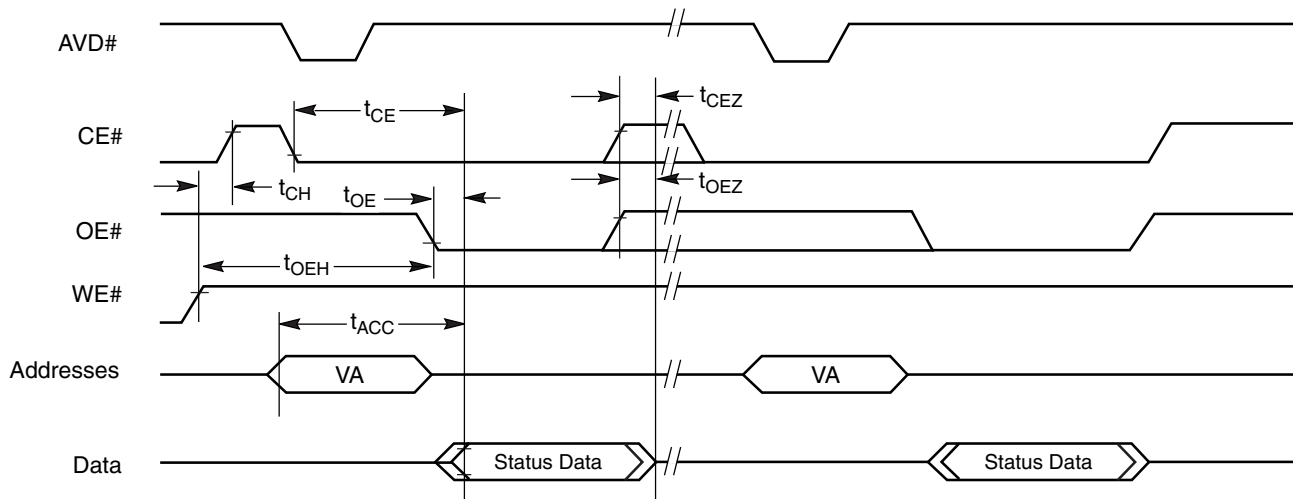 AVD#
tCEZ
tCE
CE#
tCH
tOE
tOEZ
OE#
tOEH
WE#
tACC
Addresses
VA
VA
Data
Status Data
Status Data